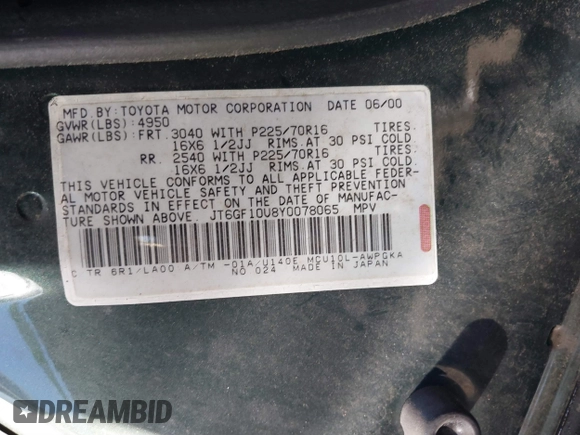 MFD.BY:TOYOTA MOTOR CORPORATION DATE 06/00
GVWR(LBS):4950
GAWR(LBS):FRT.3040 WITH P225/70R16 TIRES.
16X6 1/2JJ RIMS AT 30 PSI COLD.
RR. 2540 WITH P225/70R16 TIRES.
16X6 1/2JJ RIMS AT 30 PSI COLD.
THIS VEHICLE CONFORMS TO ALL APPLICABLE FEDER-
AL MOTOR VEHICLE SAFETY AND THEFT PREVENTION
STANDARDS IN EFFECT ON THE DATE OF MANUFAC-
TURE SHOWN ABOVE. JT6GF10U8Y0078065 MPV
C TR 6R1/LA00 A/TM -01A/U140E MCU10L-AWPGKA
NO 024 MADE IN JAPAN
DREAMBID